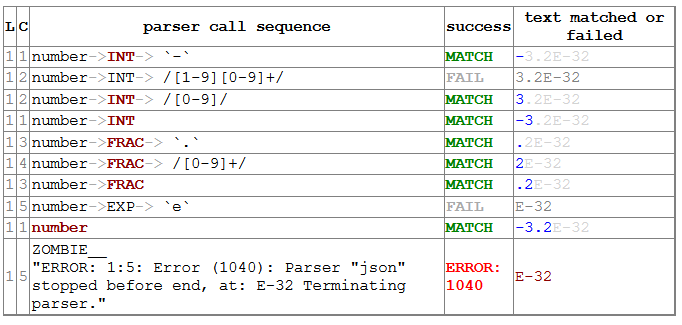 L C parser call sequence success text matched or failed
1 1 number->INT-> `-` MATCH -3.2E-32
1 2 number->INT-> /[1-9][0-9]+/ FAIL 3.2E-32
1 2 number->INT-> /[0-9]/ MATCH 3.2E-32
1 1 number->INT MATCH -3.2E-32
1 3 number->FRAC-> `.` MATCH .2E-32
1 4 number->FRAC-> /[0-9]+/ MATCH 2E-32
1 3 number->FRAC MATCH .2E-32
1 5 number->EXP-> `e` FAIL E-32
1 1 number MATCH -3.2E-32
1 5 ZOMBIE__
"ERROR: 1:5: Error (1040): Parser "json"
stopped before end, at: E-32 Terminating
parser."
ERROR:
1040
E-32